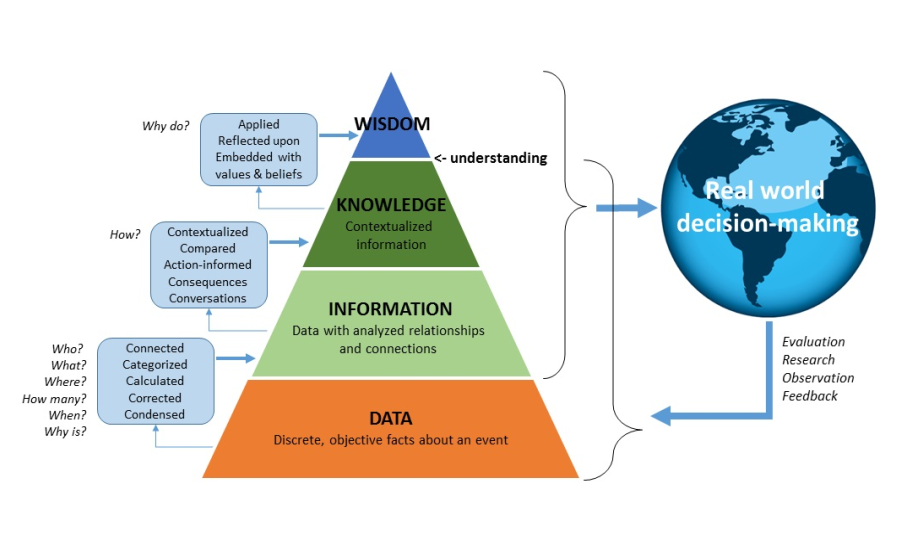 Why do?
Applied
Reflected upon
Embedded with
values & beliefs
WISDOM
<- understanding
How?
Contextualized
Compared
Action-informed
Consequences
Conversations
KNOWLEDGE
Contextualized
information
Who?
What?
Where?
How many?
When?
Why is?
Connected
Categorized
Calculated
Corrected
Condensed
INFORMATION
Data with analyzed relationships
and connections
DATA
Discrete, objective facts about an event
Real world
decision-making
Evaluation
Research
Observation
Feedback